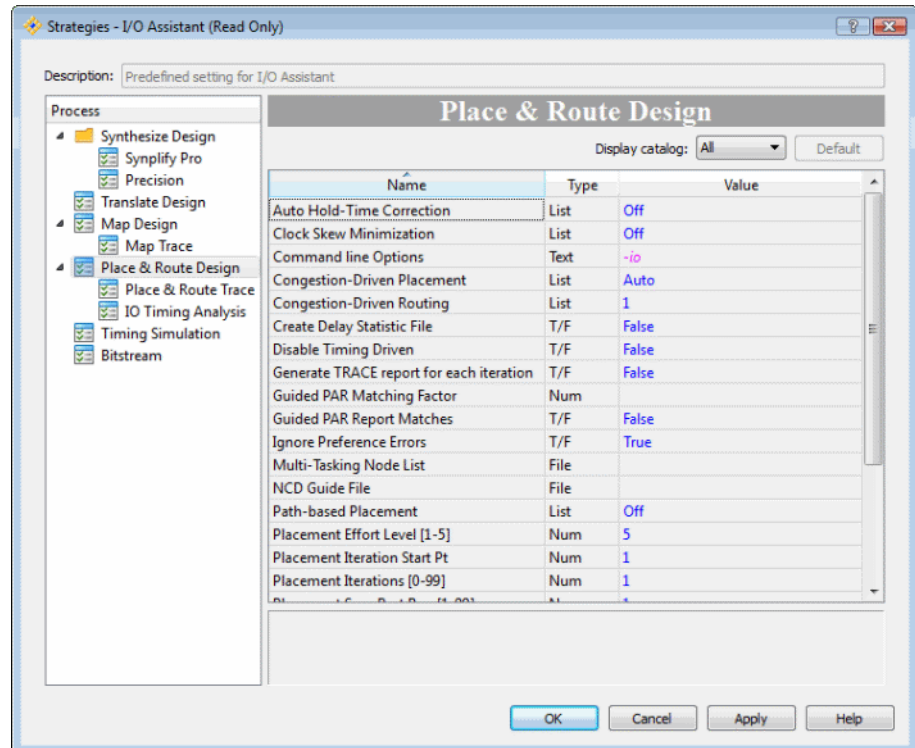 Strategies - I/O Assistant (Read Only)
Description: Predefined setting for I/O Assistant
Process
Synthesize Design
Synplify Pro
Precision
Translate Design
Map Design
Map Trace
Place & Route Design
Place & Route Trace
IO Timing Analysis
Timing Simulation
Bitstream
Place & Route Design
Display catalog: All Default
Name Type Value
Auto Hold-Time Correction List Off
Clock Skew Minimization List Off
Command line Options Text -io
Congestion-Driven Placement List Auto
Congestion-Driven Routing List 1
Create Delay Statistic File T/F False
Disable Timing Driven T/F False
Generate TRACE report for each iteration T/F False
Guided PAR Matching Factor Num
Guided PAR Report Matches T/F False
Ignore Preference Errors T/F True
Multi-Tasking Node List File
NCD Guide File File
Path-based Placement List Off
Placement Effort Level [1-5] Num 5
Placement Iteration Start Pt Num 1
Placement Iterations [0-99] Num 1
OK Cancel Apply Help